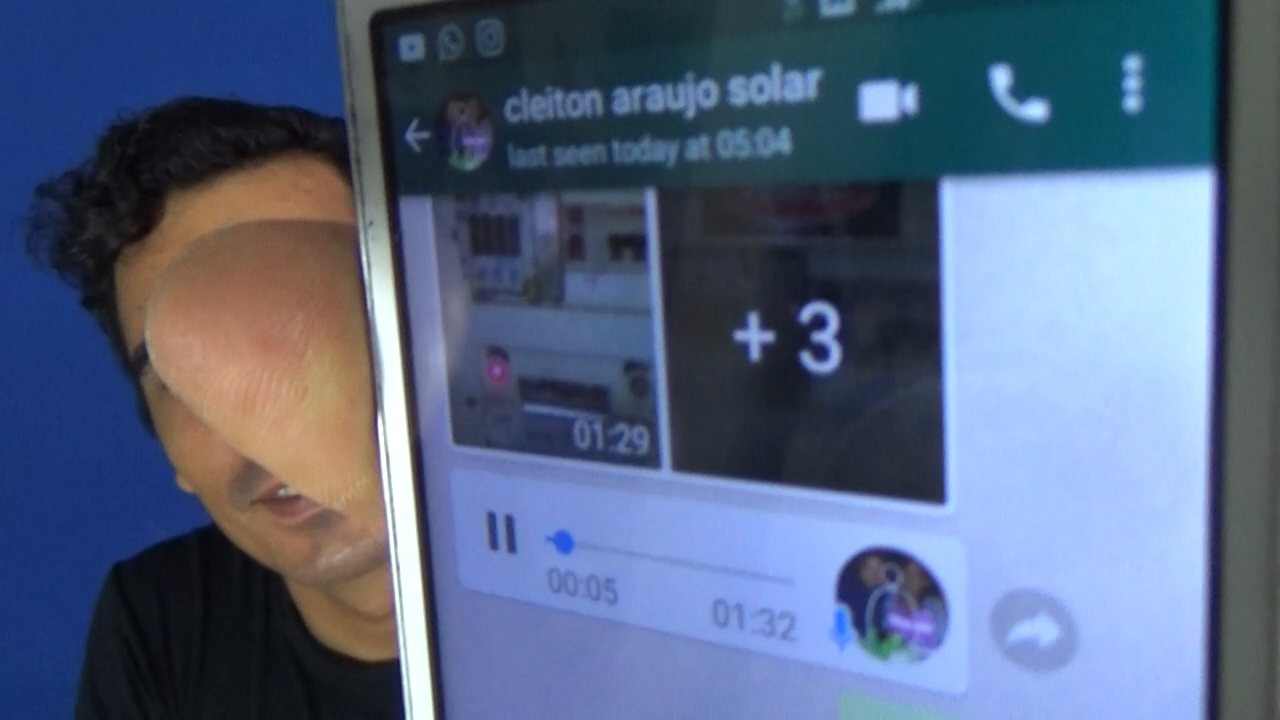 cleiton araujo solar
last seen today at 05:04
+ 3
01:29
00:05
01:32